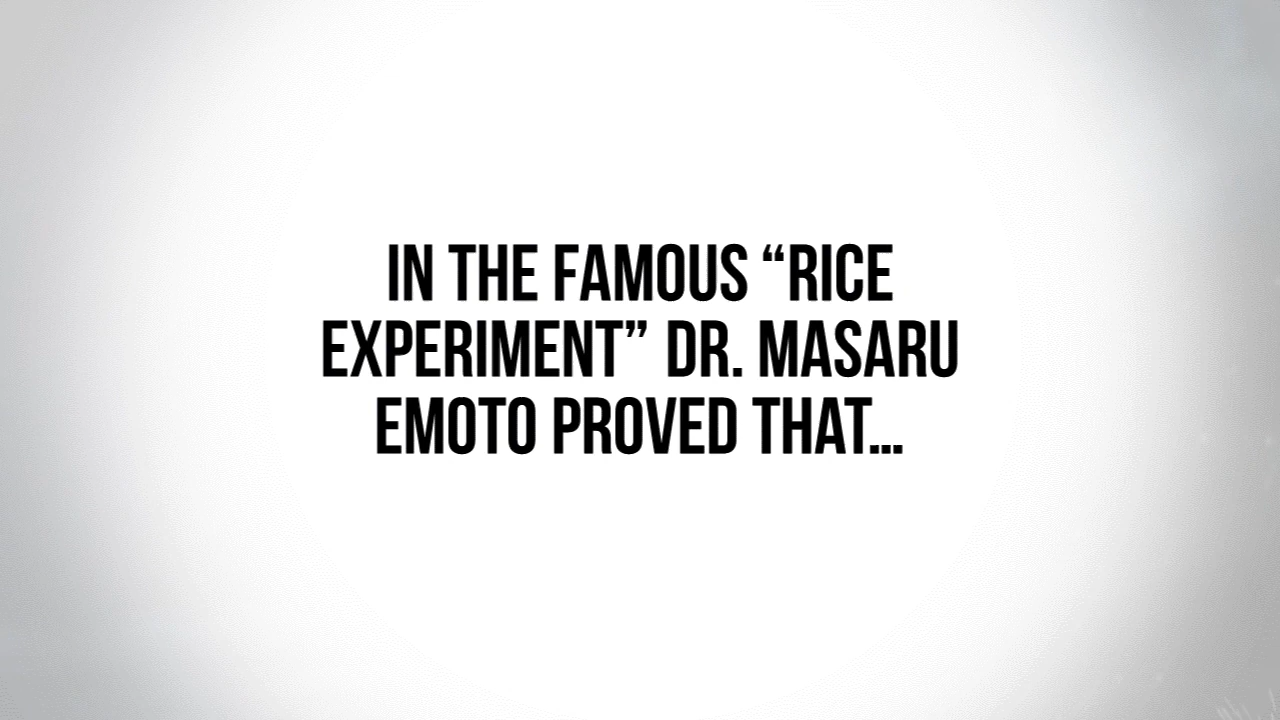 IN THE FAMOUS “RICE
EXPERIMENT” DR. MASARU
EMOTO PROVED THAT...